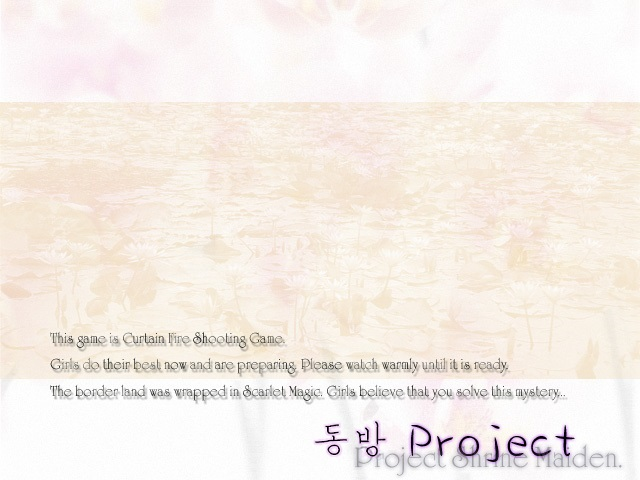 This game is Curtain Fire Shooting Game.
Girls do their best now and are preparing. Please watch warmly until it is ready.
The border land was wrapped in Scarlet Magic. Girls believe that you solve this mystery...
동방 Project
Project Shrine Maiden.